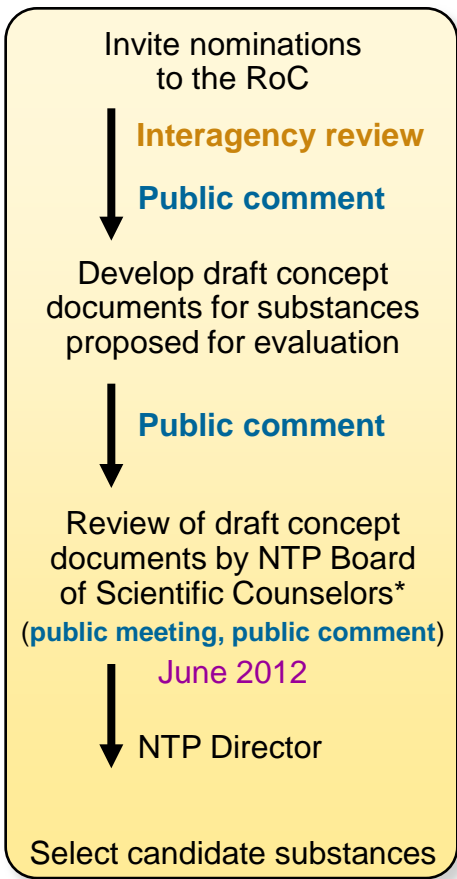 Invite nominations
to the RoC
Interagency review
Public comment
Develop draft concept
documents for substances
proposed for evaluation
Public comment
Review of draft concept
documents by NTP Board
of Scientific Counselors*
(public meeting, public comment)
June 2012
NTP Director
Select candidate substances